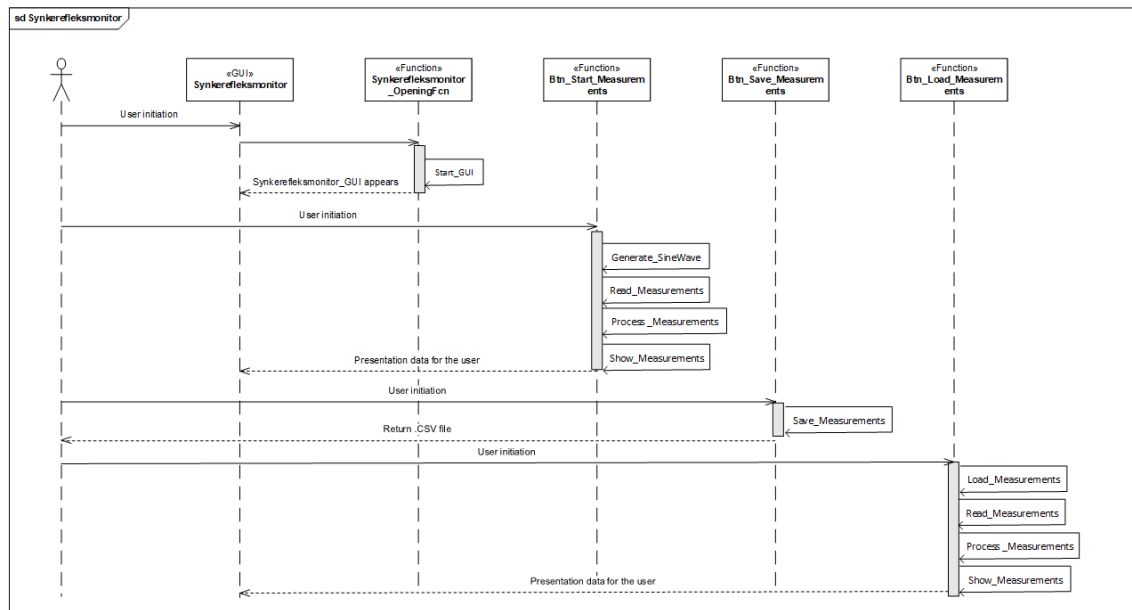 sd Synkerefleksmonitor
«GUI»
Synkerefleksmonitor
«Function»
Synkerefleksmonitor
_OpeningFcn
«Function»
Btn_Start_Measurem
ents
«Function»
Btn_Save_Measurem
ents
«Function»
Btn_Load_Measurem
ents
User initiation
Start_GUI
Synkerefleksmonitor_GUI appears
User initiation
Generate_SineWave
Read_Measurements
Process _Measurements
Show_Measurements
Presentation data for the user
User initiation
Save_Measurements
Return .CSV file
User initiation
Load_Measurements
Read_Measurements
Process _Measurements
Show_Measurements
Presentation data for the user